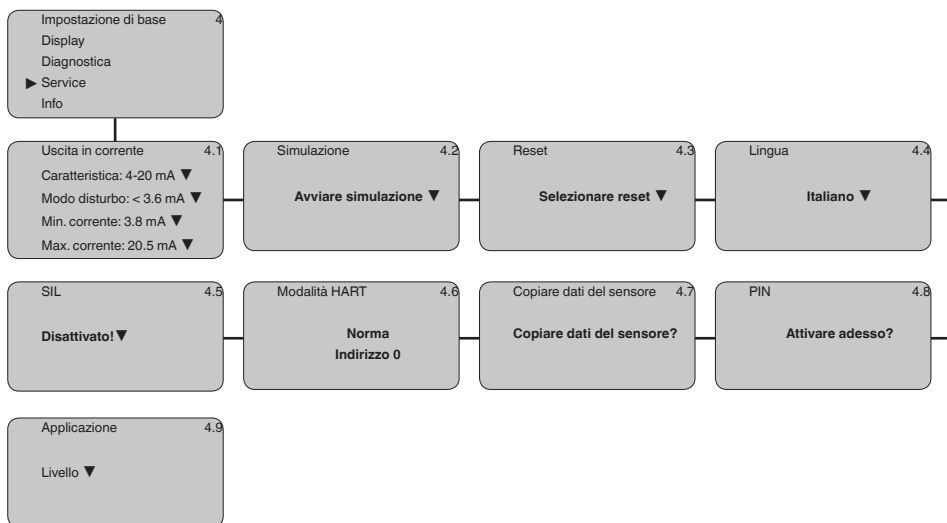 Impostazione di base 4
Display
Diagnostica
▶ Service
Info
Uscita in corrente 4.1
Caratteristica: 4-20 mA ▼
Modo disturbo: < 3.6 mA ▼
Min. corrente: 3.8 mA ▼
Max. corrente: 20.5 mA ▼
Simulazione 4.2
Avviare simulazione ▼
Reset 4.3
Selezionare reset ▼
Lingua 4.4
Italiano ▼
SIL 4.5
Disattivato! ▼
Modalità HART 4.6
Norma
Indirizzo 0
Copiare dati del sensore 4.7
Copiare dati del sensore?
PIN 4.8
Attivare adesso?
Applicazione 4.9
Livello ▼